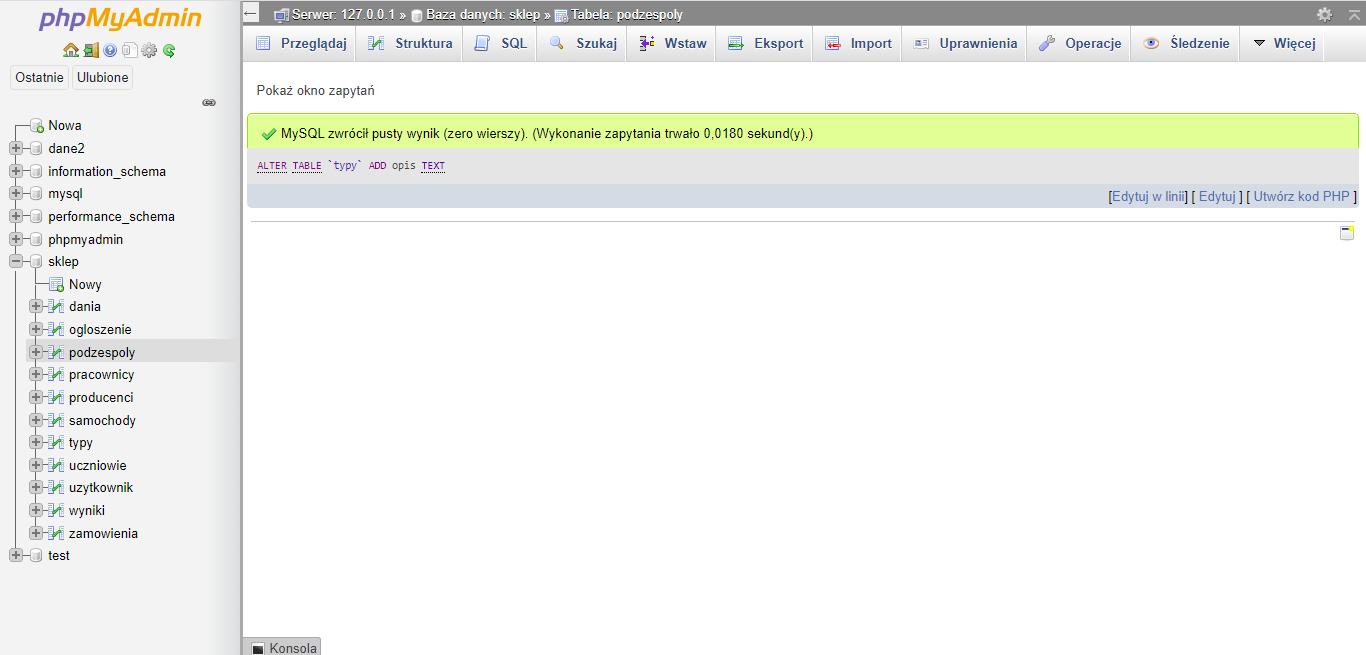 phpMyAdmin
Ostatnie Ulubione
Nowa
dane2
information_schema
mysql
performance_schema
phpmyadmin
sklep
Nowy
dania
ogloszenie
podzespoly
pracownicy
producenci
samochody
typy
uczniowie
uzytkownik
wyniki
zamowienia
test
Serwer: 127.0.0.1 » Baza danych: sklep » Tabela: podzespoly
Przeglądaj Struktura SQL Szukaj Wstaw Eksport Import Uprawnienia Operacje Śledzenie Więcej
Pokaż okno zapytań
MySQL zwrócił pusty wynik (zero wierszy). (Wykonanie zapytania trwało 0,0180 sekund(y).)
ALTER TABLE `typy` ADD opis TEXT
[Edytuj w linii] [ Edytuj ] [ Utwórz kod PHP ]
Konsola